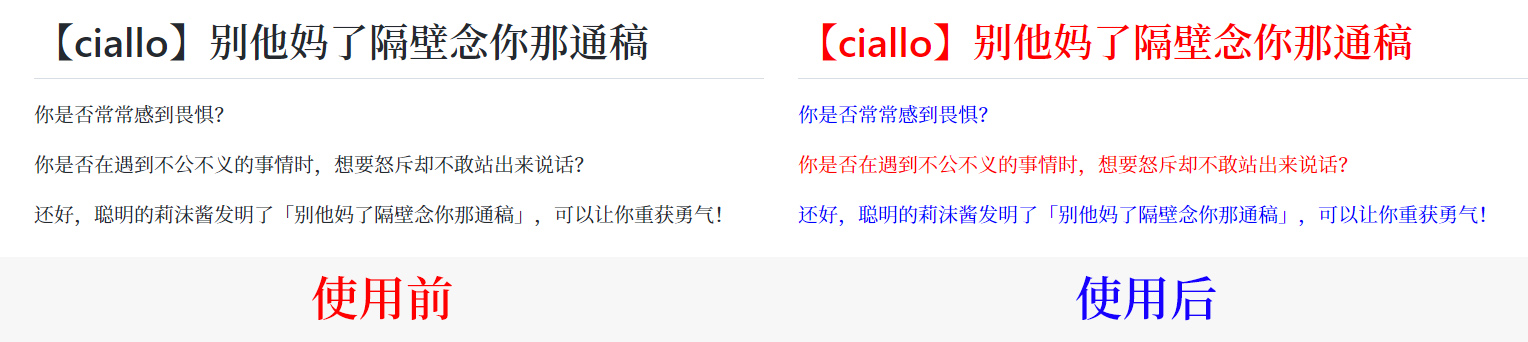 【ciallo】别他妈了隔壁念你那通稿
你是否常常感到畏惧？
你是否在遇到不公不义的事情时，想要怒斥却不敢站出来说话？
还好，聪明的莉沫酱发明了「别他妈了隔壁念你那通稿」，可以让你重获勇气！
使用前
【ciallo】别他妈了隔壁念你那通稿
你是否常常感到畏惧？
你是否在遇到不公不义的事情时，想要怒斥却不敢站出来说话？
还好，聪明的莉沫酱发明了「别他妈了隔壁念你那通稿」，可以让你重获勇气！
使用后